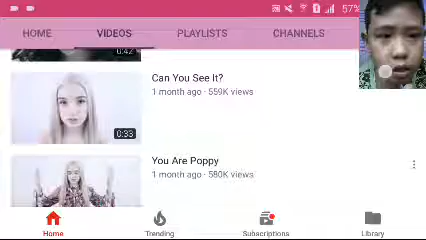 57%
HOME VIDEOS PLAYLISTS CHANNELS
0:42
Can You See It?
1 month ago · 559K views
0:33
You Are Poppy
1 month ago · 580K views
Home Trending Subscriptions Library